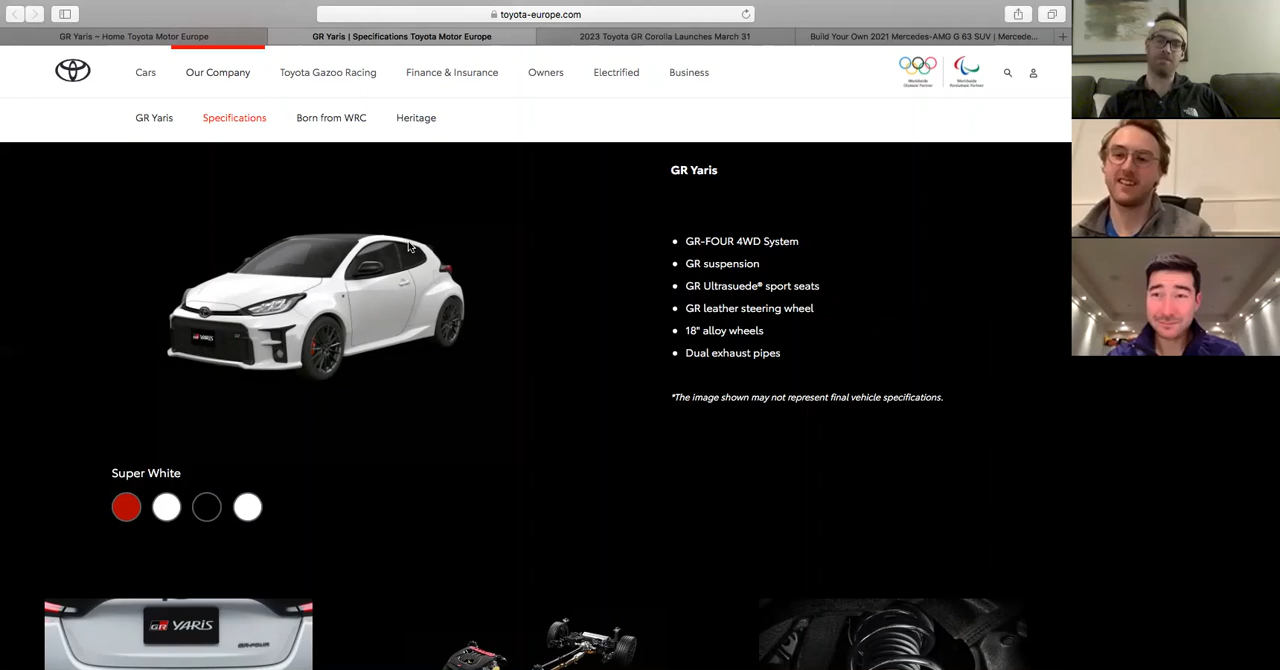 toyota-europe.com
GR Yaris ~ Home Toyota Motor Europe
GR Yaris | Specifications Toyota Motor Europe
2023 Toyota GR Corolla Launches March 31
Build Your Own 2021 Mercedes-AMG G 63 SUV | Mercede...
Cars
Our Company
Toyota Gazoo Racing
Finance & Insurance
Owners
Electrified
Business
GR Yaris
Specifications
Born from WRC
Heritage
GR Yaris
• GR-FOUR 4WD System
• GR suspension
• GR Ultrasuede® sport seats
• GR leather steering wheel
• 18" alloy wheels
• Dual exhaust pipes
*The image shown may not represent final vehicle specifications.
GR YARIS
Super White
GR YARIS
GR-FOUR